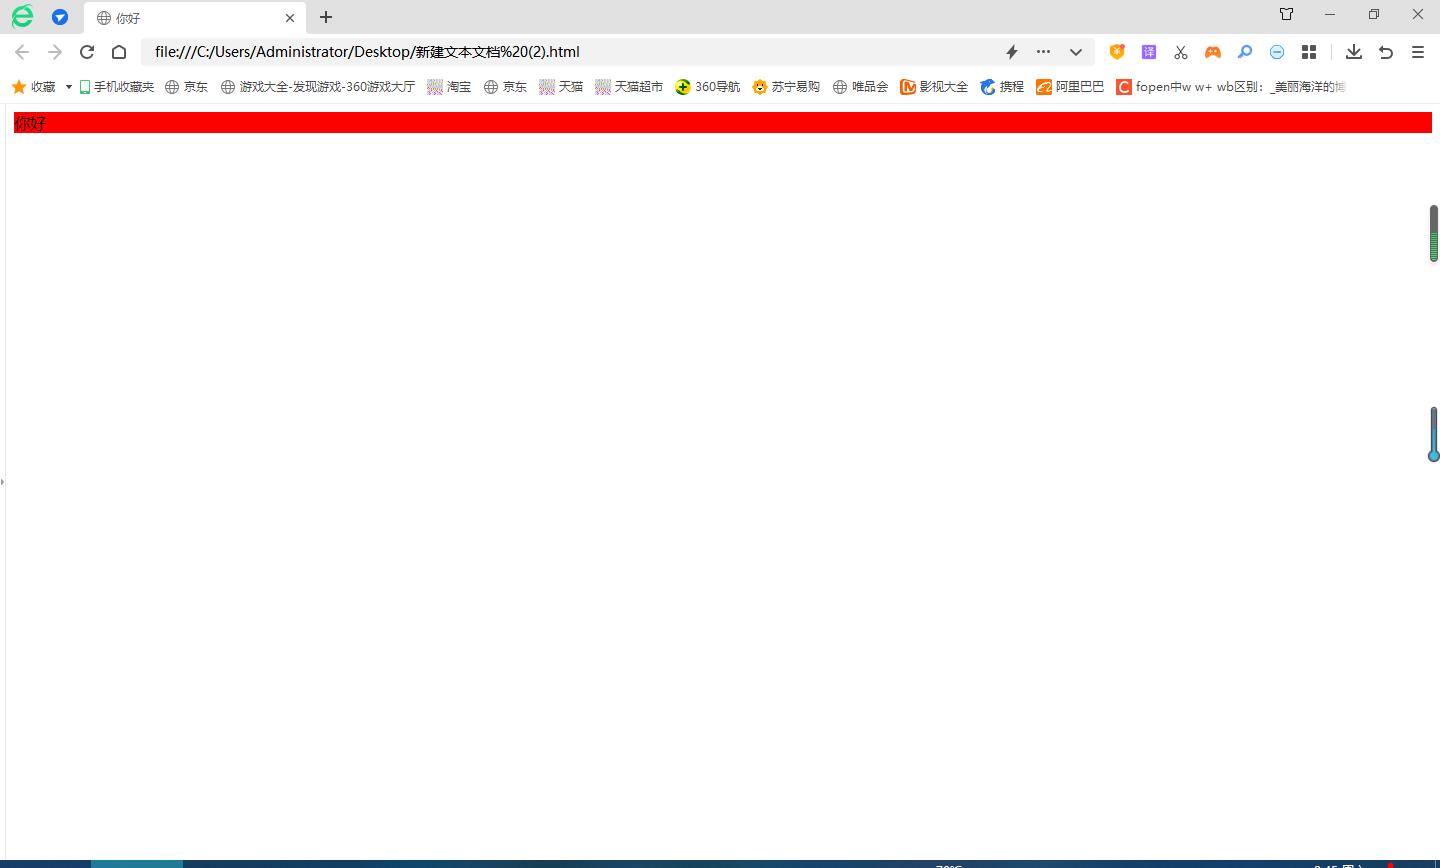 你好
file:///C:/Users/Administrator/Desktop/新建文本文档%20(2).html
译
收藏 手机收藏夹 京东 游戏大全-发现游戏-360游戏大厅 淘宝 京东 天猫 天猫超市 360导航 苏宁易购 唯品会 影视大全 携程 阿里巴巴 C fopen中w w+ wb区别：_美丽海洋的博
你好